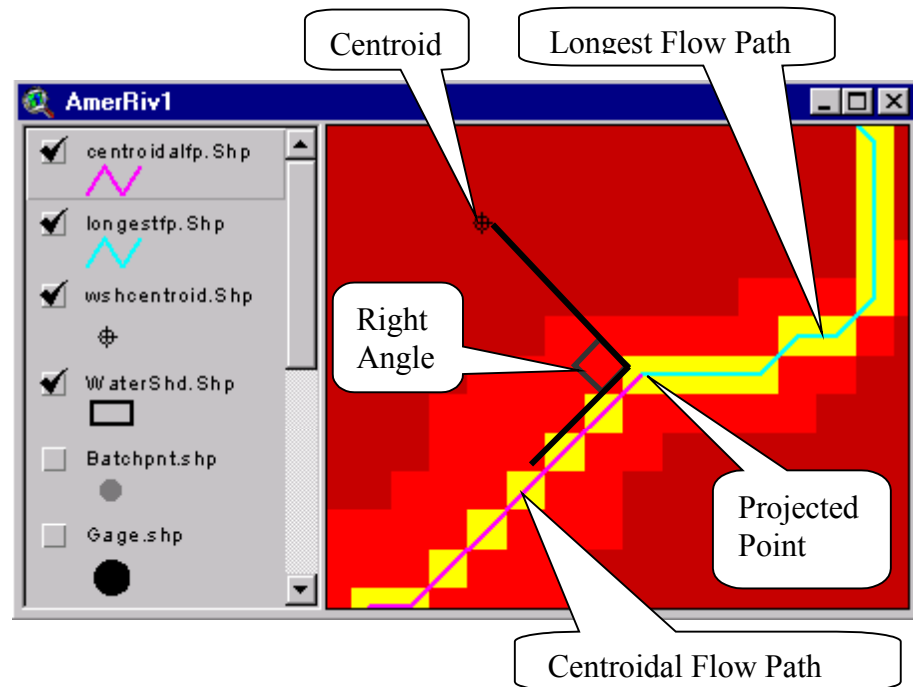 Centroid
Longest Flow Path
AmerRiv1
centroidalfp.Shp
longestfp.Shp
wshcentroid.Shp
WaterShd.Shp
Batchpnt.shp
Gage.shp
Right
Angle
Projected
Point
Centroidal Flow Path